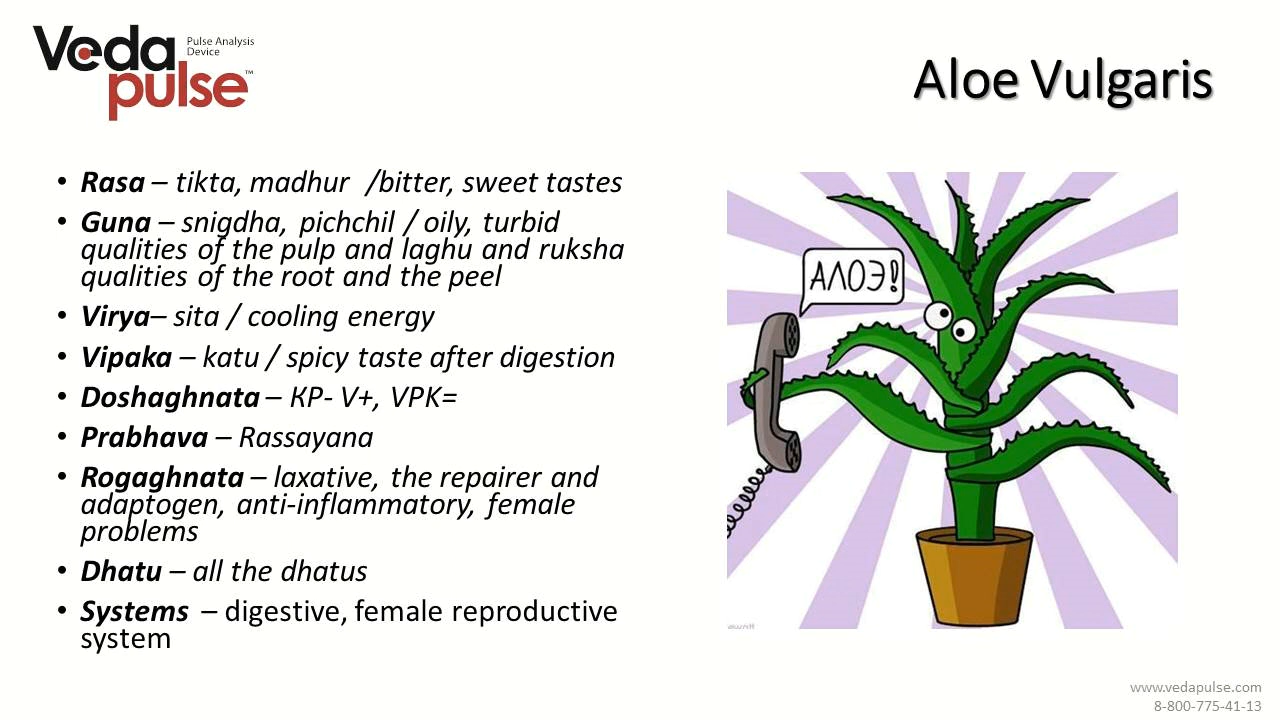 Veda Pulse Analysis
Device
pulse™
Aloe Vulgaris
• Rasa – tikta, madhur /bitter, sweet tastes
• Guna – snigdha, pichchil / oily, turbid
qualities of the pulp and laghu and ruksha
qualities of the root and the peel
• Virya– sita / cooling energy
• Vipaka – katu / spicy taste after digestion
• Doshaghnata – КР- V+, VPK=
• Prabhava – Rassayana
• Rogaghnata – laxative, the repairer and
adaptogen, anti-inflammatory, female
problems
• Dhatu – all the dhatus
• Systems – digestive, female reproductive
system
АЛОЭ!
www.vedapulse.com
8-800-775-41-13